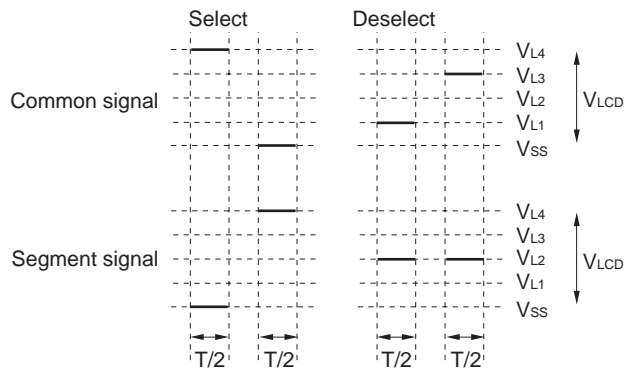 Select
Deselect
Common signal
VL4
VL3
VL2
VL1
VSS
VLCD
Segment signal
VL4
VL3
VL2
VL1
VSS
VLCD
T/2
T/2
T/2
T/2